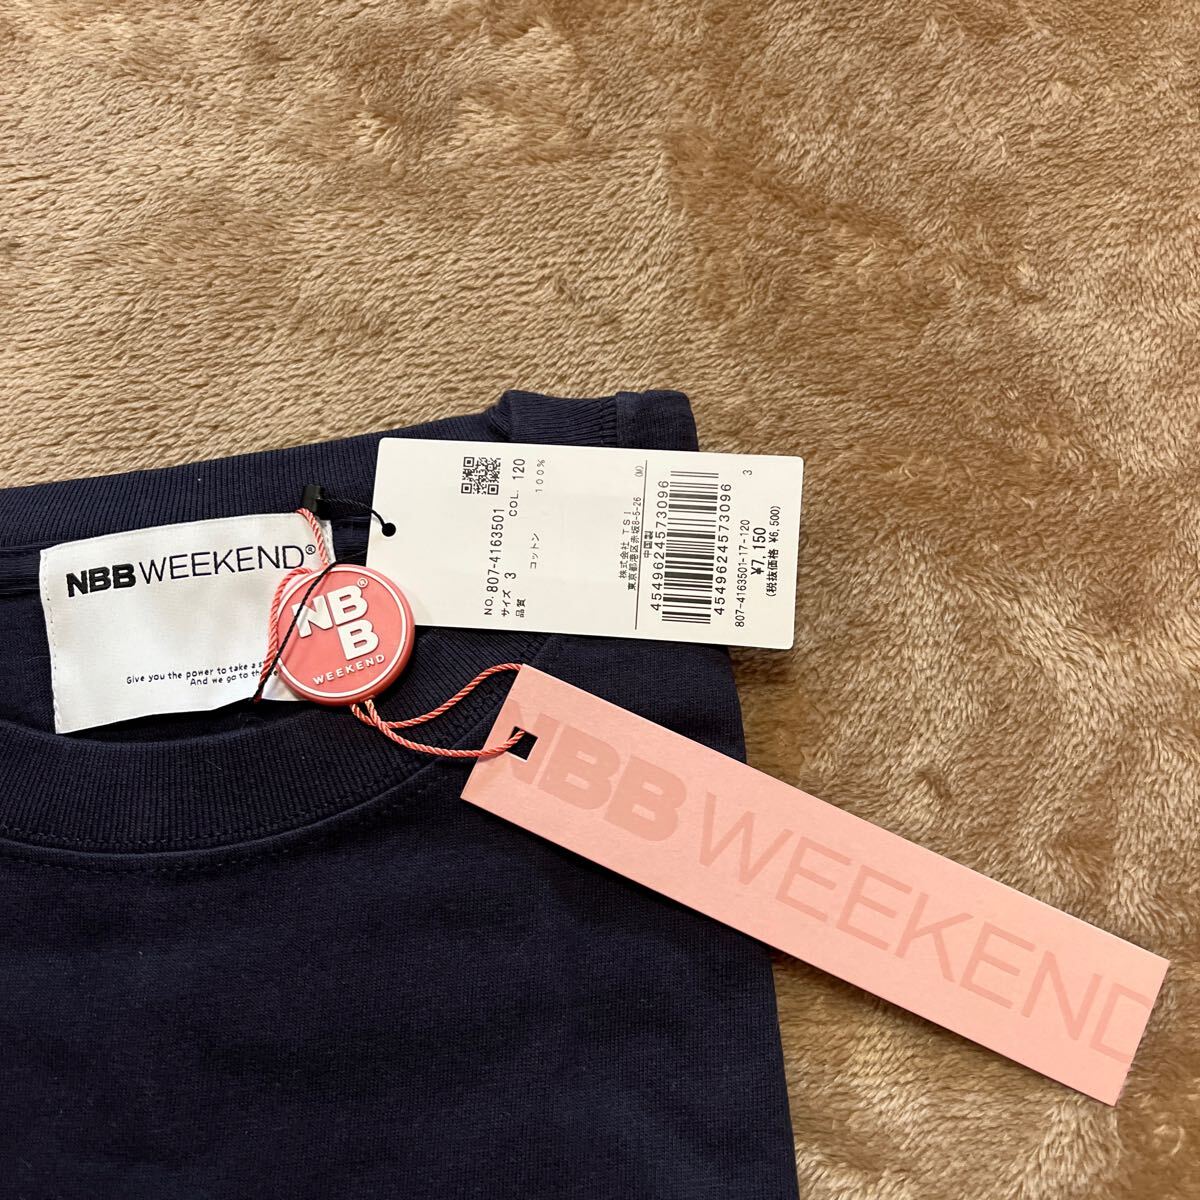 NBB WEEKEND®
Give you the power to take a
And we go to the
NBB®
WEEKEND
NO. 807-4163501
サイズ 3 COL. 120
品質 コットン 100%
株式会社 TSI
東京都港区赤坂8-5-26 (M)
中国製
4549624573096
4549624573096
807-4163501-17-120
¥7,150
(税抜価格 ¥6,500)
3
NBB WEEKEND